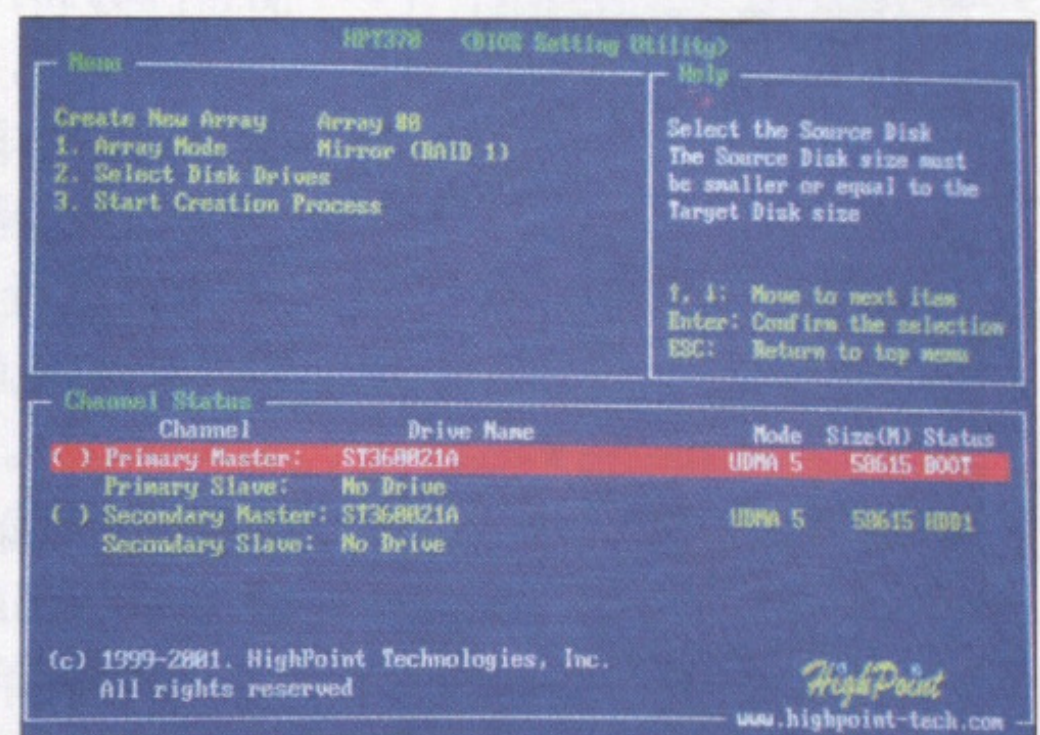 HPT370 <BIOS Setting Utility>
Menu
Create New Array Array #0
1. Array Mode Mirror (RAID 1)
2. Select Disk Drives
3. Start Creation Process
Help
Select the Source Disk
The Source Disk size must
be smaller or equal to the
Target Disk size
↑, ↓: Move to next item
Enter: Confirm the selection
ESC: Return to top menu
Channel Status
Channel Drive Name Mode Size(M) Status
( ) Primary Master: ST360021A UDMA 5 58615 BOOT
Primary Slave: No Drive
( ) Secondary Master: ST360021A UDMA 5 58615 HDD1
Secondary Slave: No Drive
(c) 1999-2001. HighPoint Technologies, Inc.
All rights reserved
HighPoint
www.highpoint-tech.com